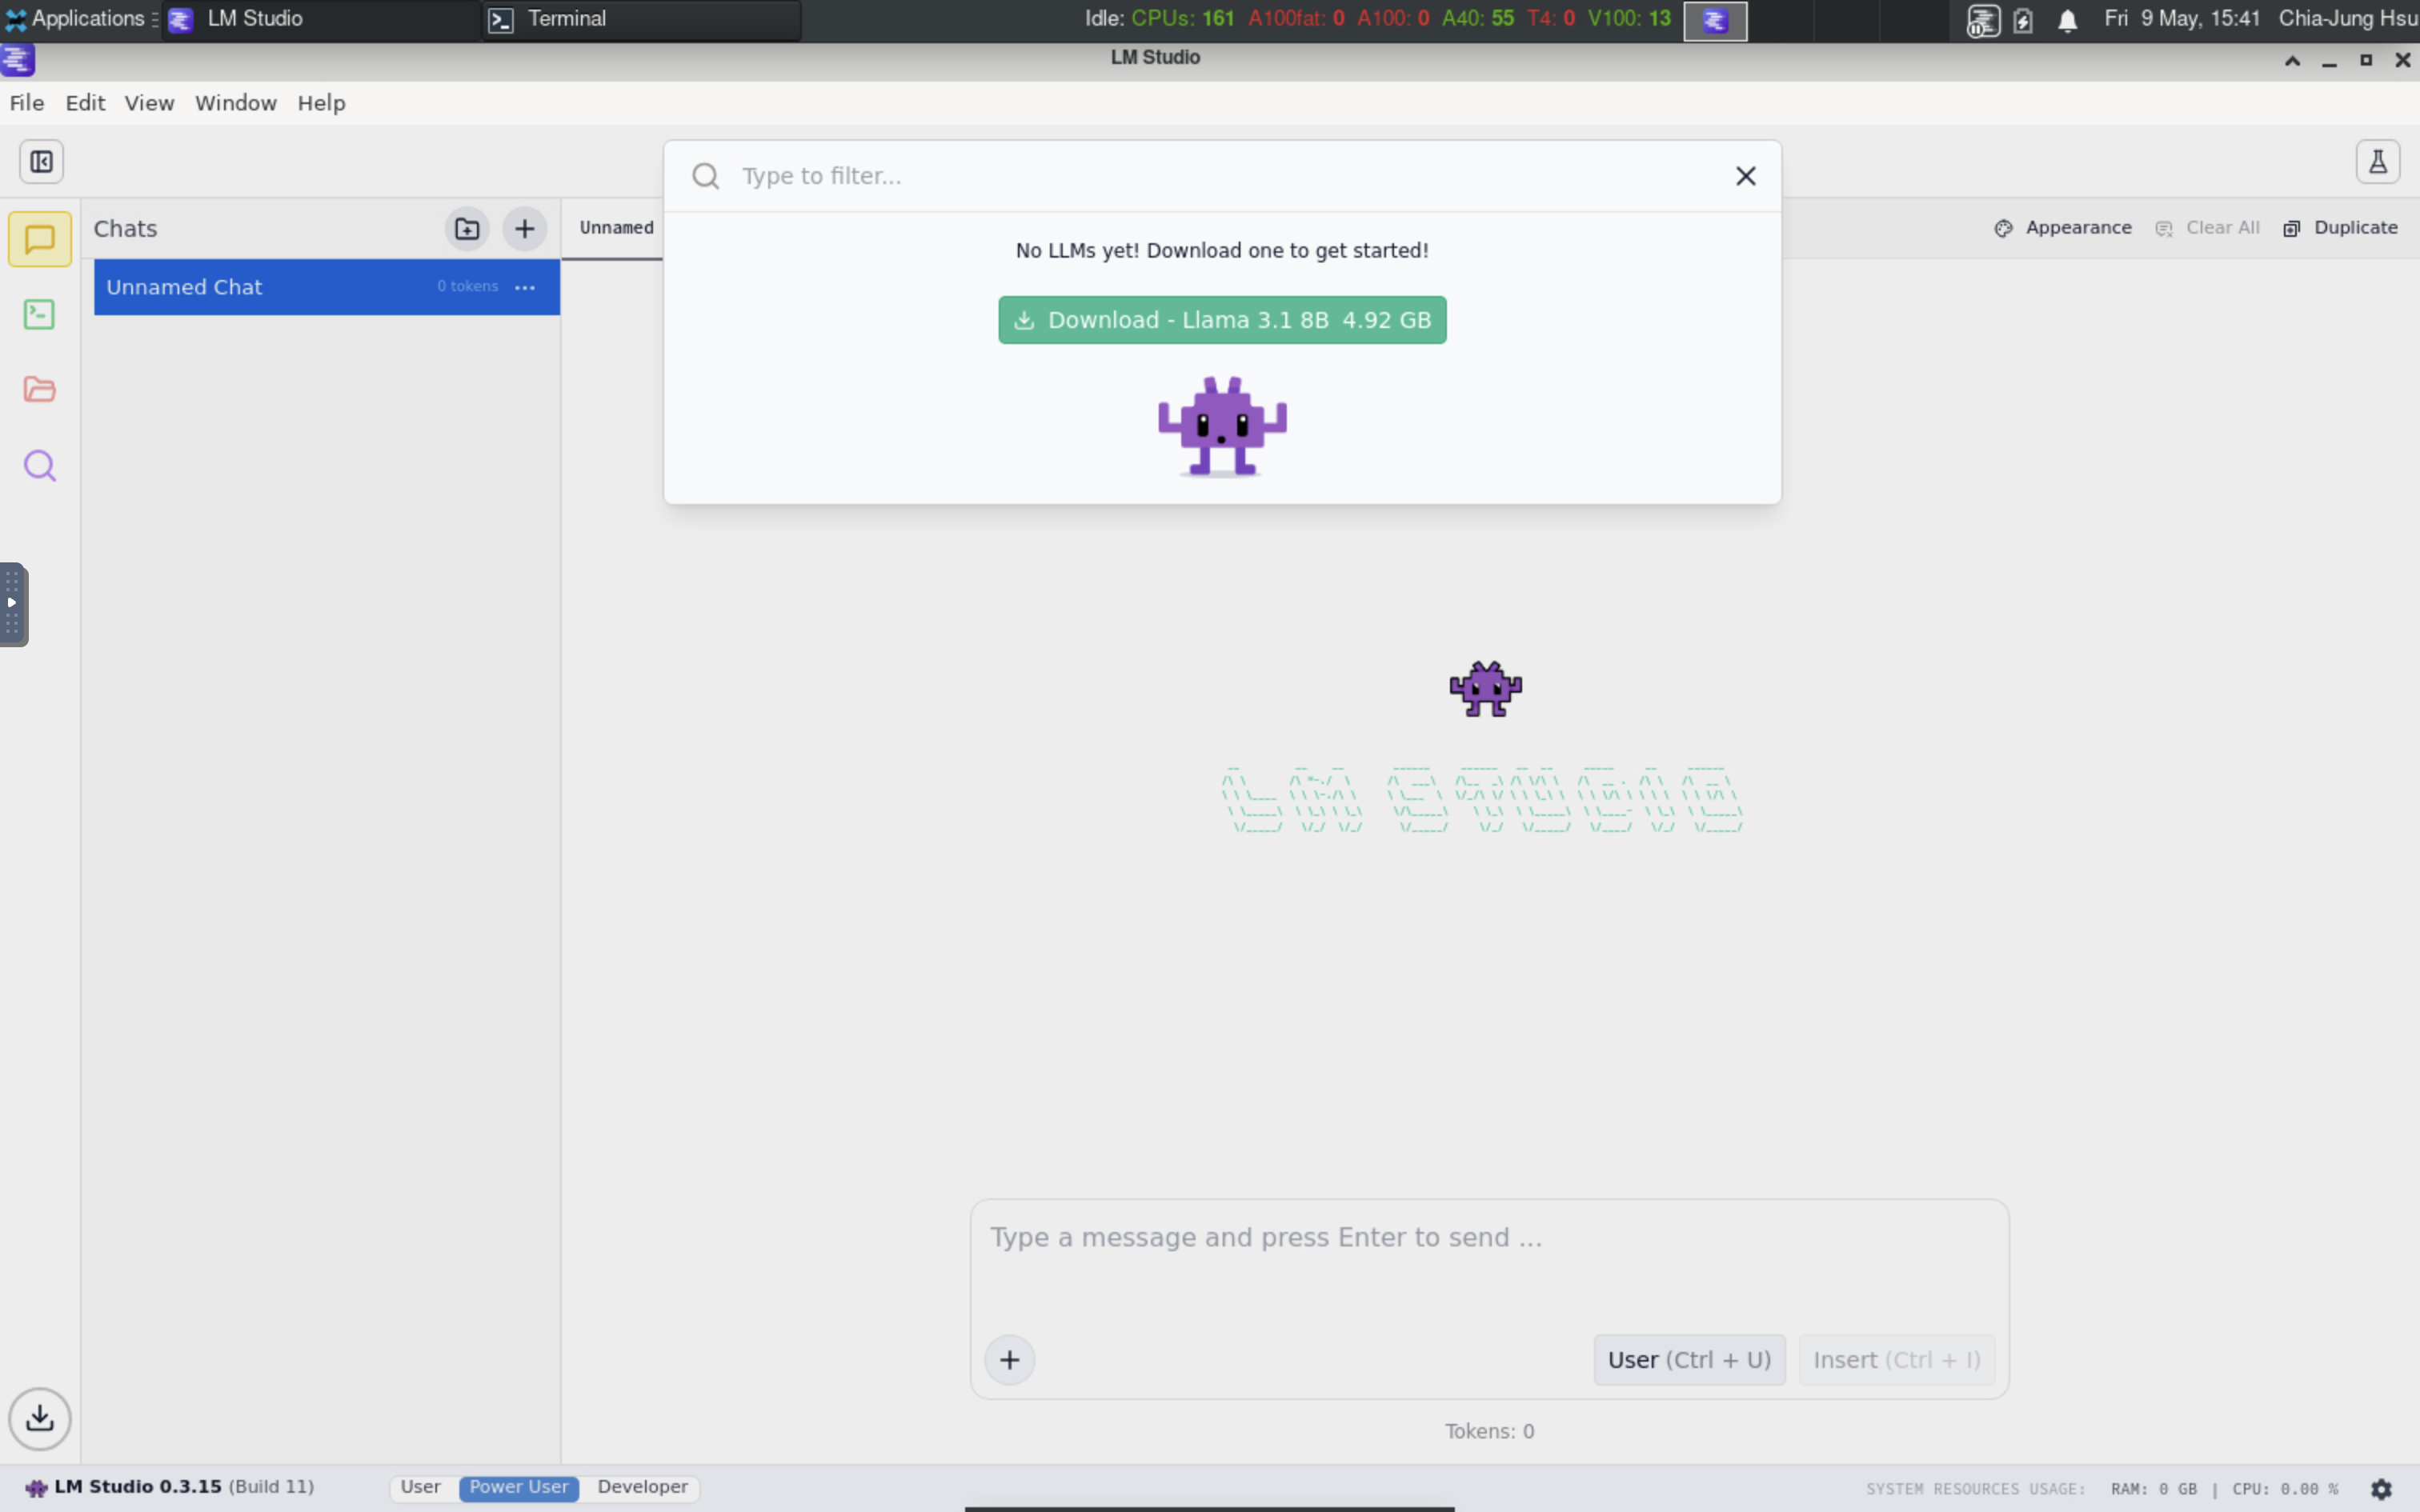 Applications LM Studio Terminal Idle: CPUs: 161 A100fat: 0 A100: 0 A40: 55 T4: 0 V100: 13 Fri 9 May, 15:41 Chia-Jung Hsu
LM Studio
File Edit View Window Help
Type to filter...
Chats
Unnamed Appearance Clear All Duplicate
No LLMs yet! Download one to get started!
Unnamed Chat 0 tokens
Download - Llama 3.1 8B 4.92 GB
LM STUDIO
Type a message and press Enter to send ...
User (Ctrl + U) Insert (Ctrl + I)
Tokens: 0
LM Studio 0.3.15 (Build 11) User Power User Developer SYSTEM RESOURCES USAGE: RAM: 0 GB | CPU: 0.00 %